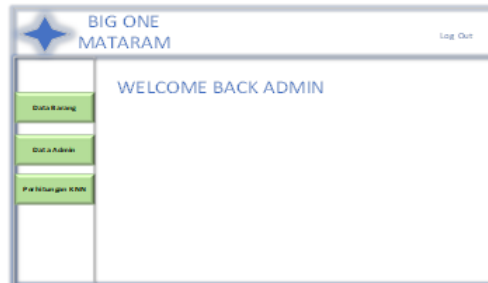 BIG ONE
MATARAM
Log Out
WELCOME BACK ADMIN
Data Barang
Data Admin
Perhitungan KNN